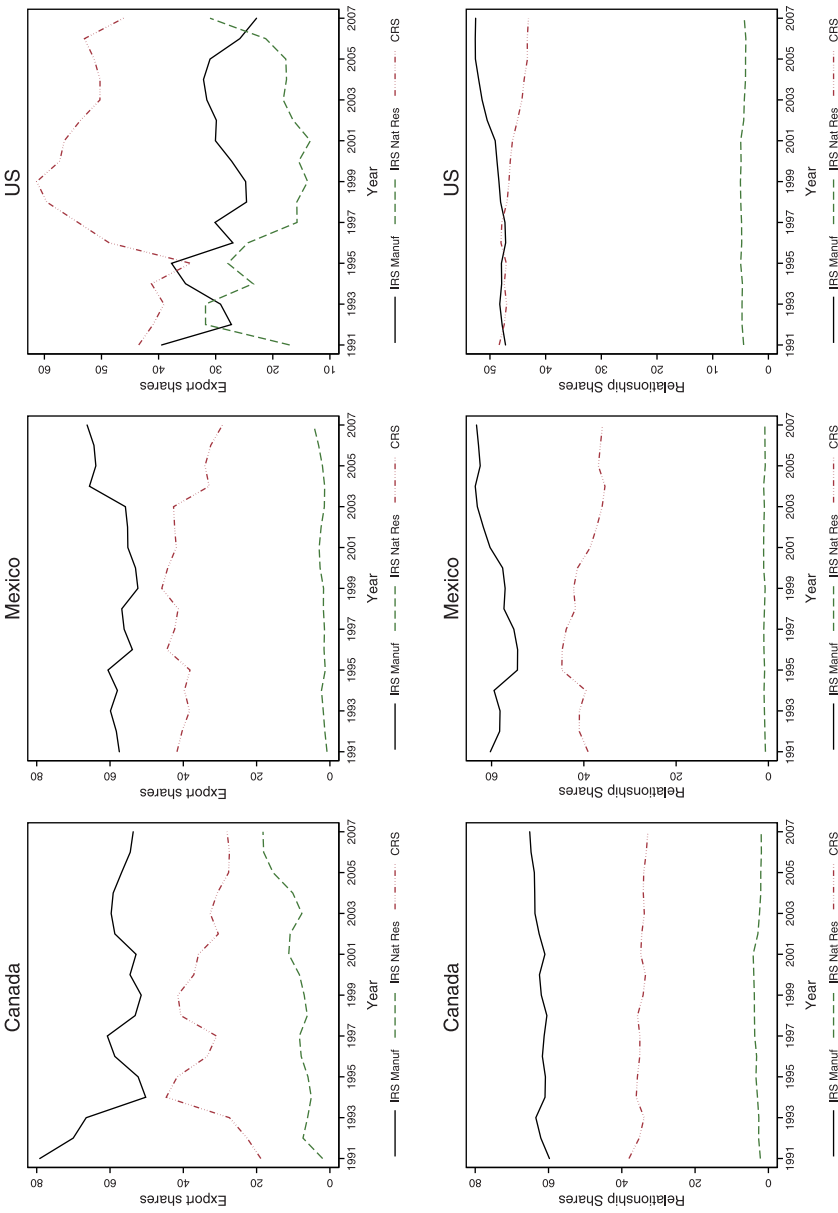 Canada
Export shares
80
60
40
20
0
1991 1993 1995 1997 1999 2001 2003 2005 2007
Year
IRS Manuf IRS Nat Res CRS
Mexico
Export shares
80
60
40
20
0
1991 1993 1995 1997 1999 2001 2003 2005 2007
Year
IRS Manuf IRS Nat Res CRS
US
Export shares
60
50
40
30
20
10
1991 1993 1995 1997 1999 2001 2003 2005 2007
Year
IRS Manuf IRS Nat Res CRS
Canada
Relationship Shares
80
60
40
20
0
1991 1993 1995 1997 1999 2001 2003 2005 2007
Year
IRS Manuf IRS Nat Res CRS
Mexico
Relationship Shares
60
40
20
0
1991 1993 1995 1997 1999 2001 2003 2005 2007
Year
IRS Manuf IRS Nat Res CRS
US
Relationship Shares
50
40
30
20
10
0
1991 1993 1995 1997 1999 2001 2003 2005 2007
Year
IRS Manuf IRS Nat Res CRS